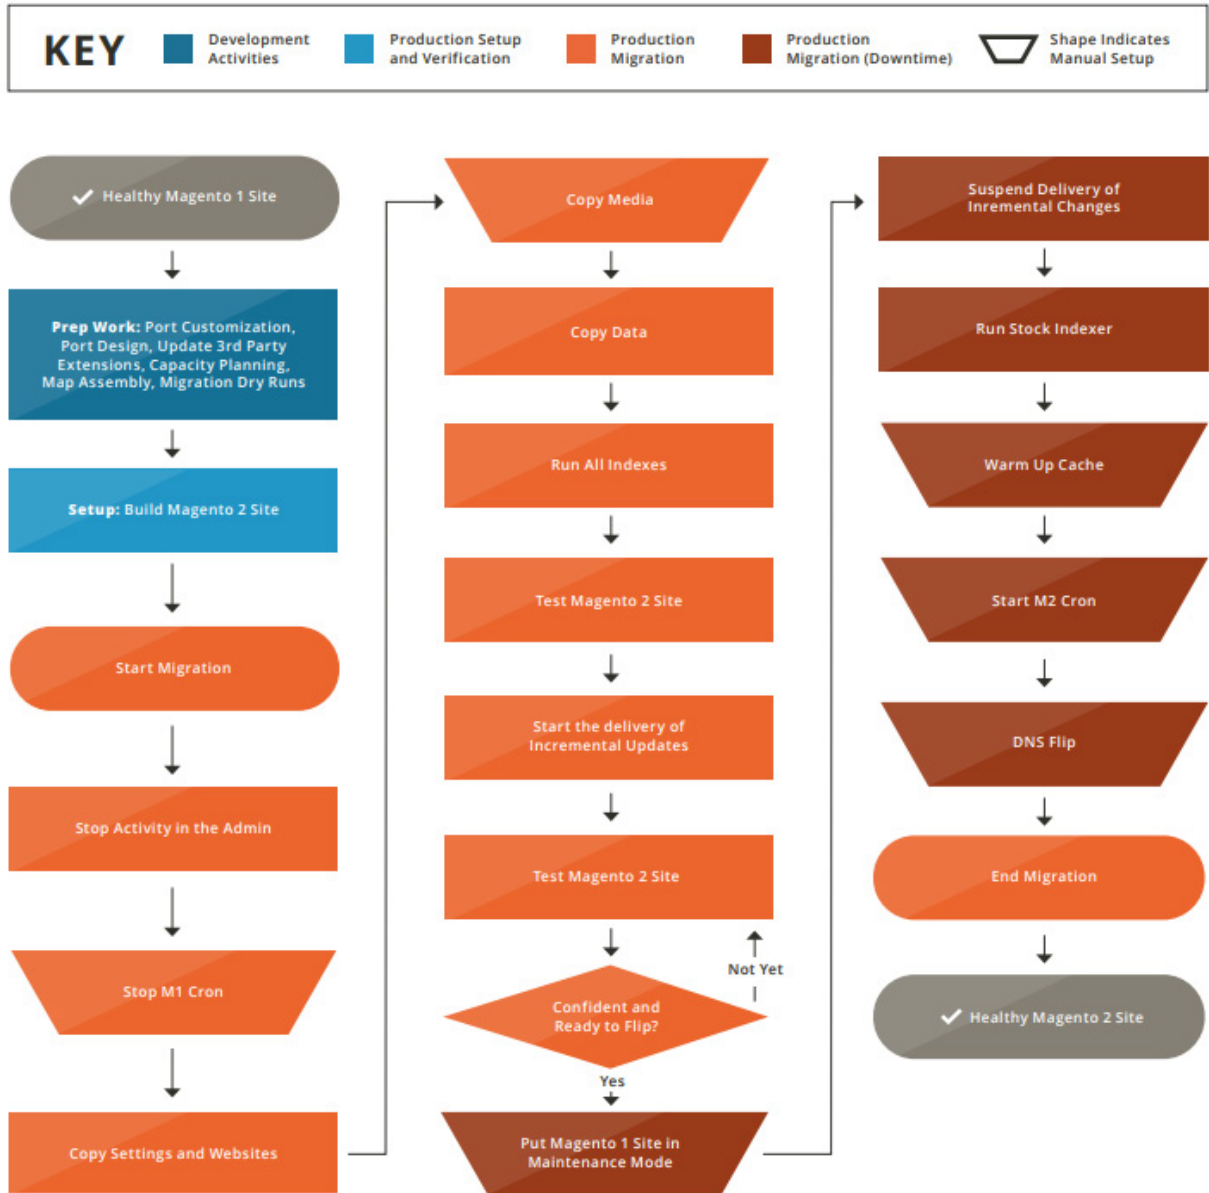 KEY
Development
Activities
Production Setup
and Verification
Production
Migration
Production
Migration (Downtime)
Shape Indicates
Manual Setup
Healthy Magento 1 Site
Prep Work: Port Customization,
Port Design, Update 3rd Party
Extensions, Capacity Planning,
Map Assembly, Migration Dry Runs
Setup: Build Magento 2 Site
Start Migration
Stop Activity in the Admin
Stop M1 Cron
Copy Settings and Websites
Copy Media
Copy Data
Run All Indexes
Test Magento 2 Site
Start the delivery of
Incremental Updates
Test Magento 2 Site
Not Yet
Confident and
Ready to Flip?
Yes
Put Magento 1 Site in
Maintenance Mode
Suspend Delivery of
Inremental Changes
Run Stock Indexer
Warm Up Cache
Start M2 Cron
DNS Flip
End Migration
Healthy Magento 2 Site